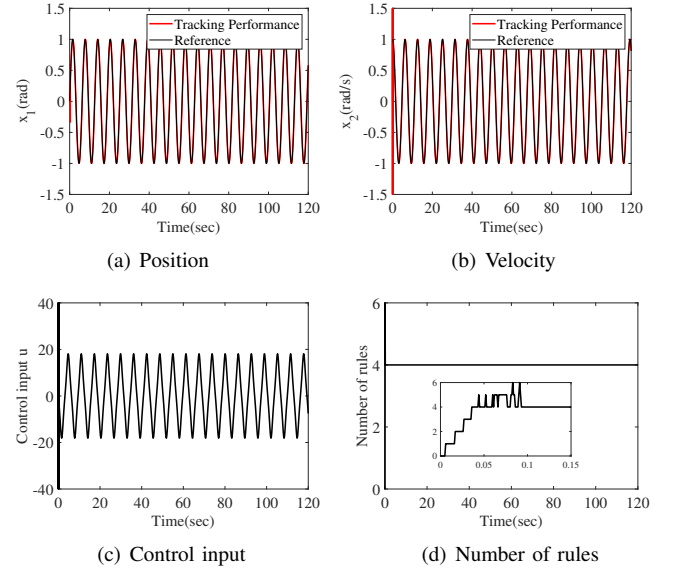 1.5
1
0.5
0
-0.5
-1
-1.5
x1(rad)
Tracking Performance
Reference
0 20 40 60 80 100 120
Time(sec)
(a) Position
1.5
1
0.5
0
-0.5
-1
-1.5
x2(rad/s)
Tracking Performance
Reference
0 20 40 60 80 100 120
Time(sec)
(b) Velocity
40
20
0
-20
-40
Control input u
0 20 40 60 80 100 120
Time(sec)
(c) Control input
6
4
2
0
Number of rules
6
4
2
0
0 0.05 0.1 0.15
0 20 40 60 80 100 120
Time(sec)
(d) Number of rules